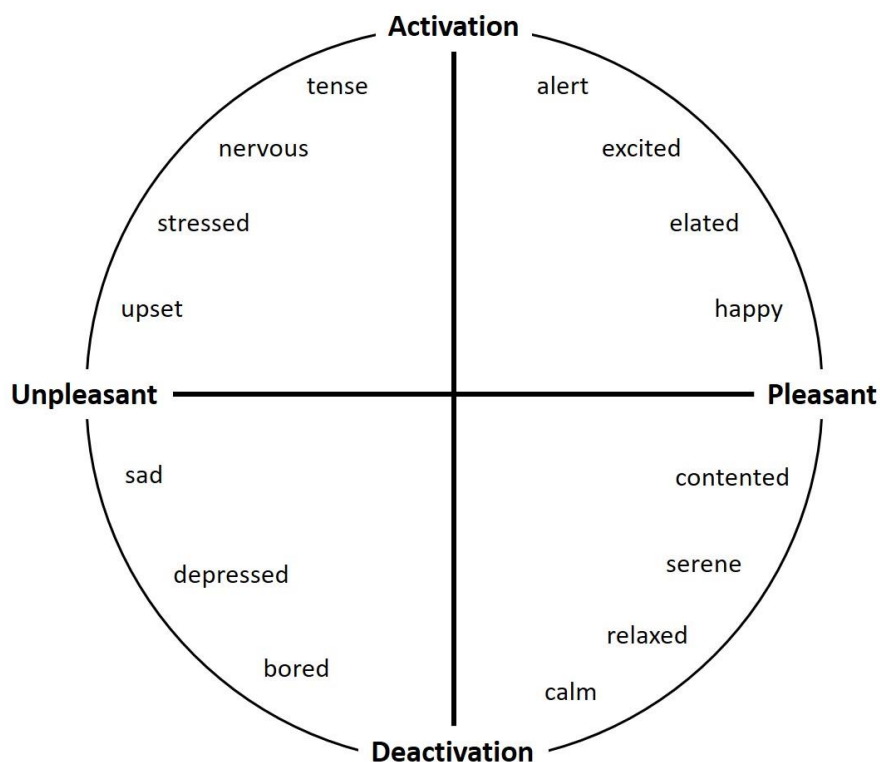 Activation
tense alert
nervous excited
stressed elated
upset happy
Unpleasant Pleasant
sad contented
serene
depressed
relaxed
bored
calm
Deactivation